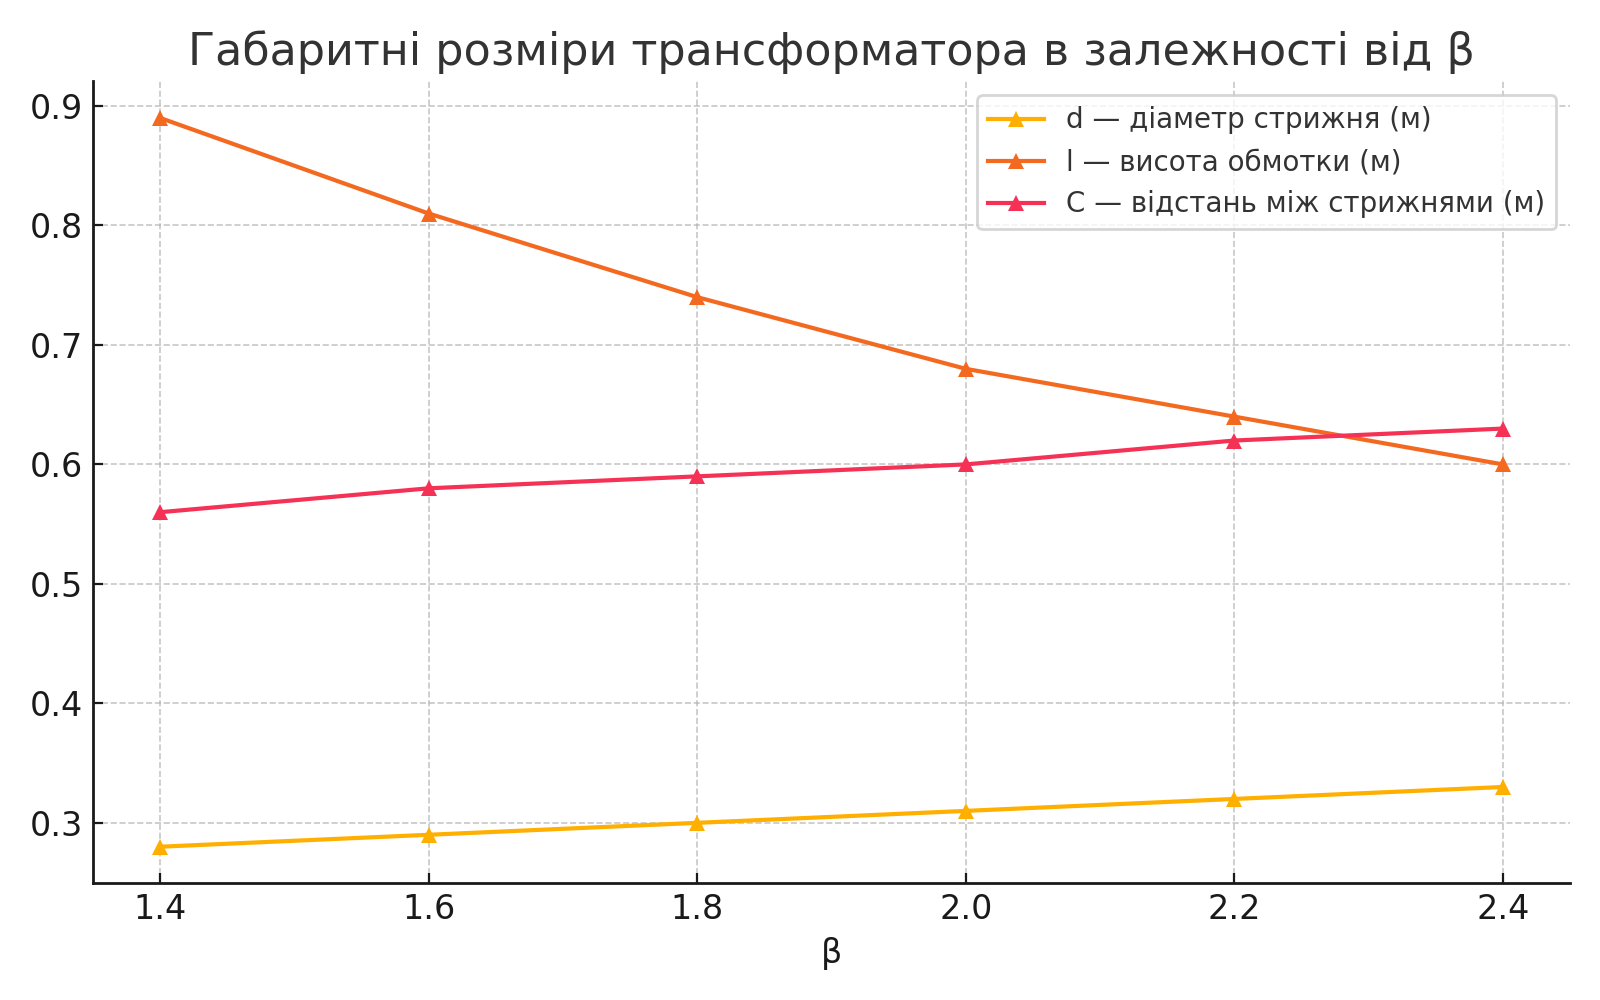 Габаритні розміри трансформатора в залежності від β
d — діаметр стрижня (м)
l — висота обмотки (м)
C — відстань між стрижнями (м)
0.9
0.8
0.7
0.6
0.5
0.4
0.3
1.4 1.6 1.8 2.0 2.2 2.4
β